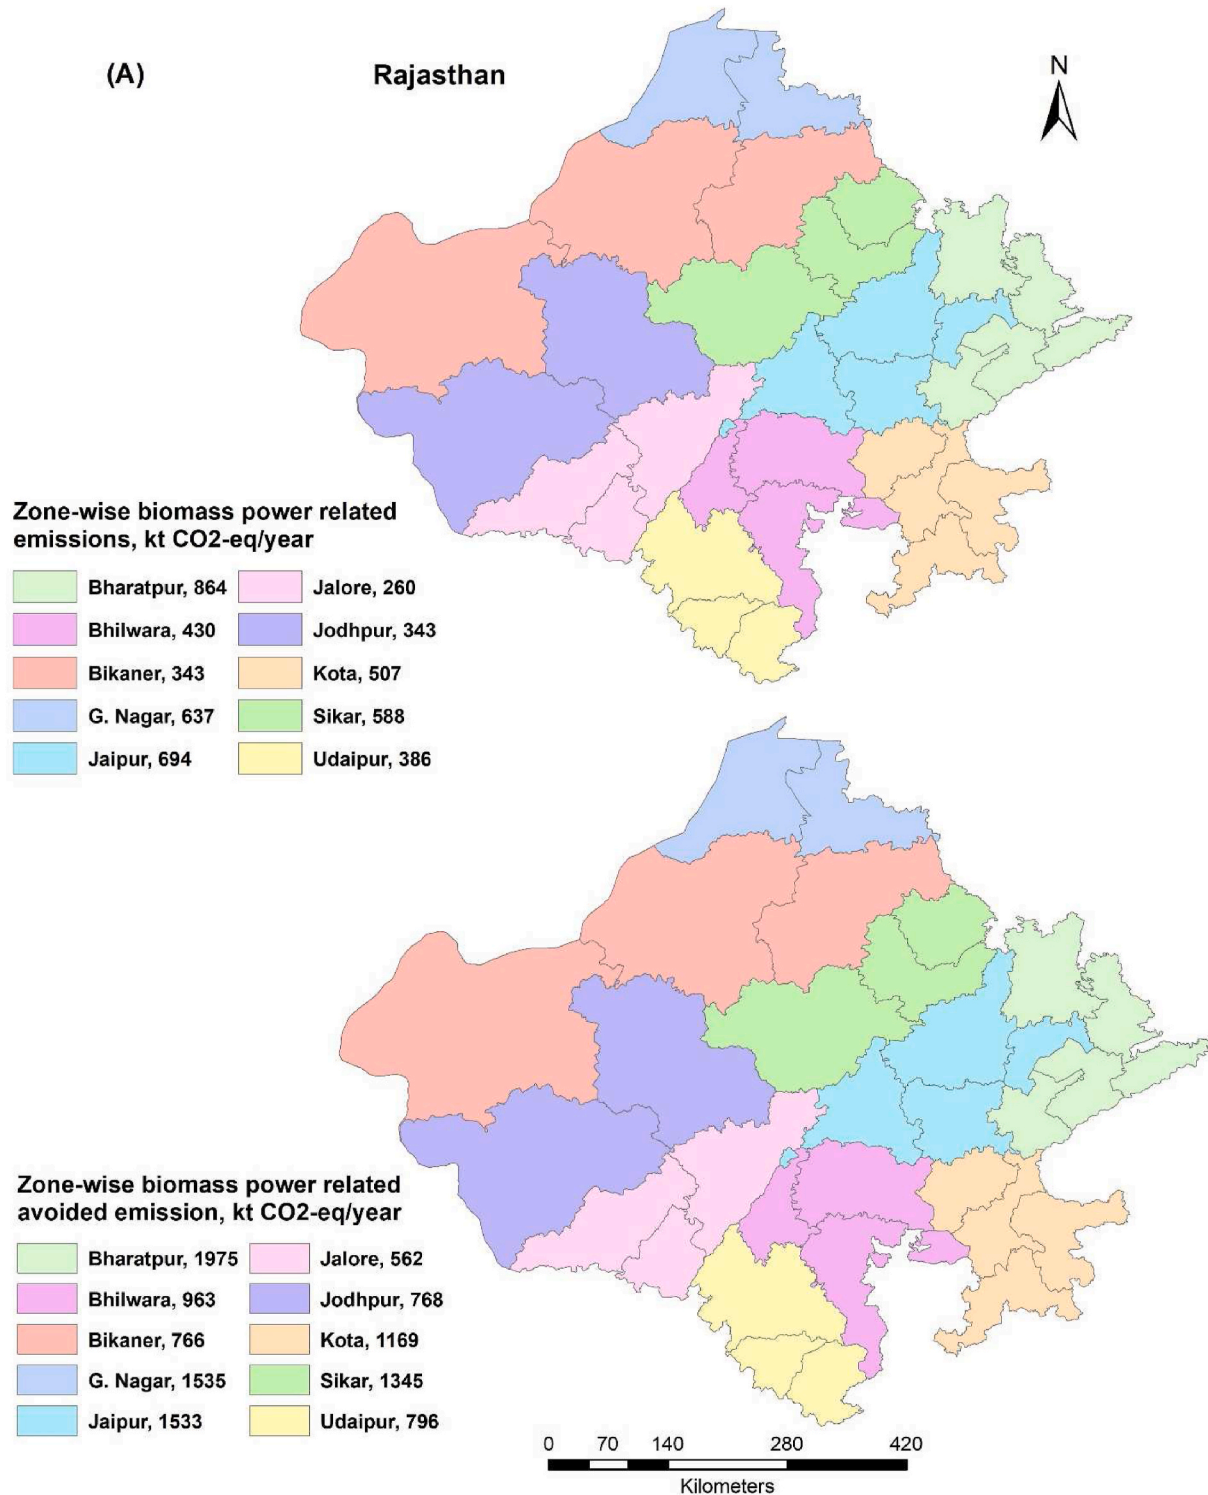 (A)
Rajasthan
N
Zone-wise biomass power related
emissions, kt CO2-eq/year
Bharatpur, 864
Jalore, 260
Bhilwara, 430
Jodhpur, 343
Bikaner, 343
Kota, 507
G. Nagar, 637
Sikar, 588
Jaipur, 694
Udaipur, 386
Zone-wise biomass power related
avoided emission, kt CO2-eq/year
Bharatpur, 1975
Jalore, 562
Bhilwara, 963
Jodhpur, 768
Bikaner, 766
Kota, 1169
G. Nagar, 1535
Sikar, 1345
Jaipur, 1533
Udaipur, 796
0 70 140 280 420
Kilometers